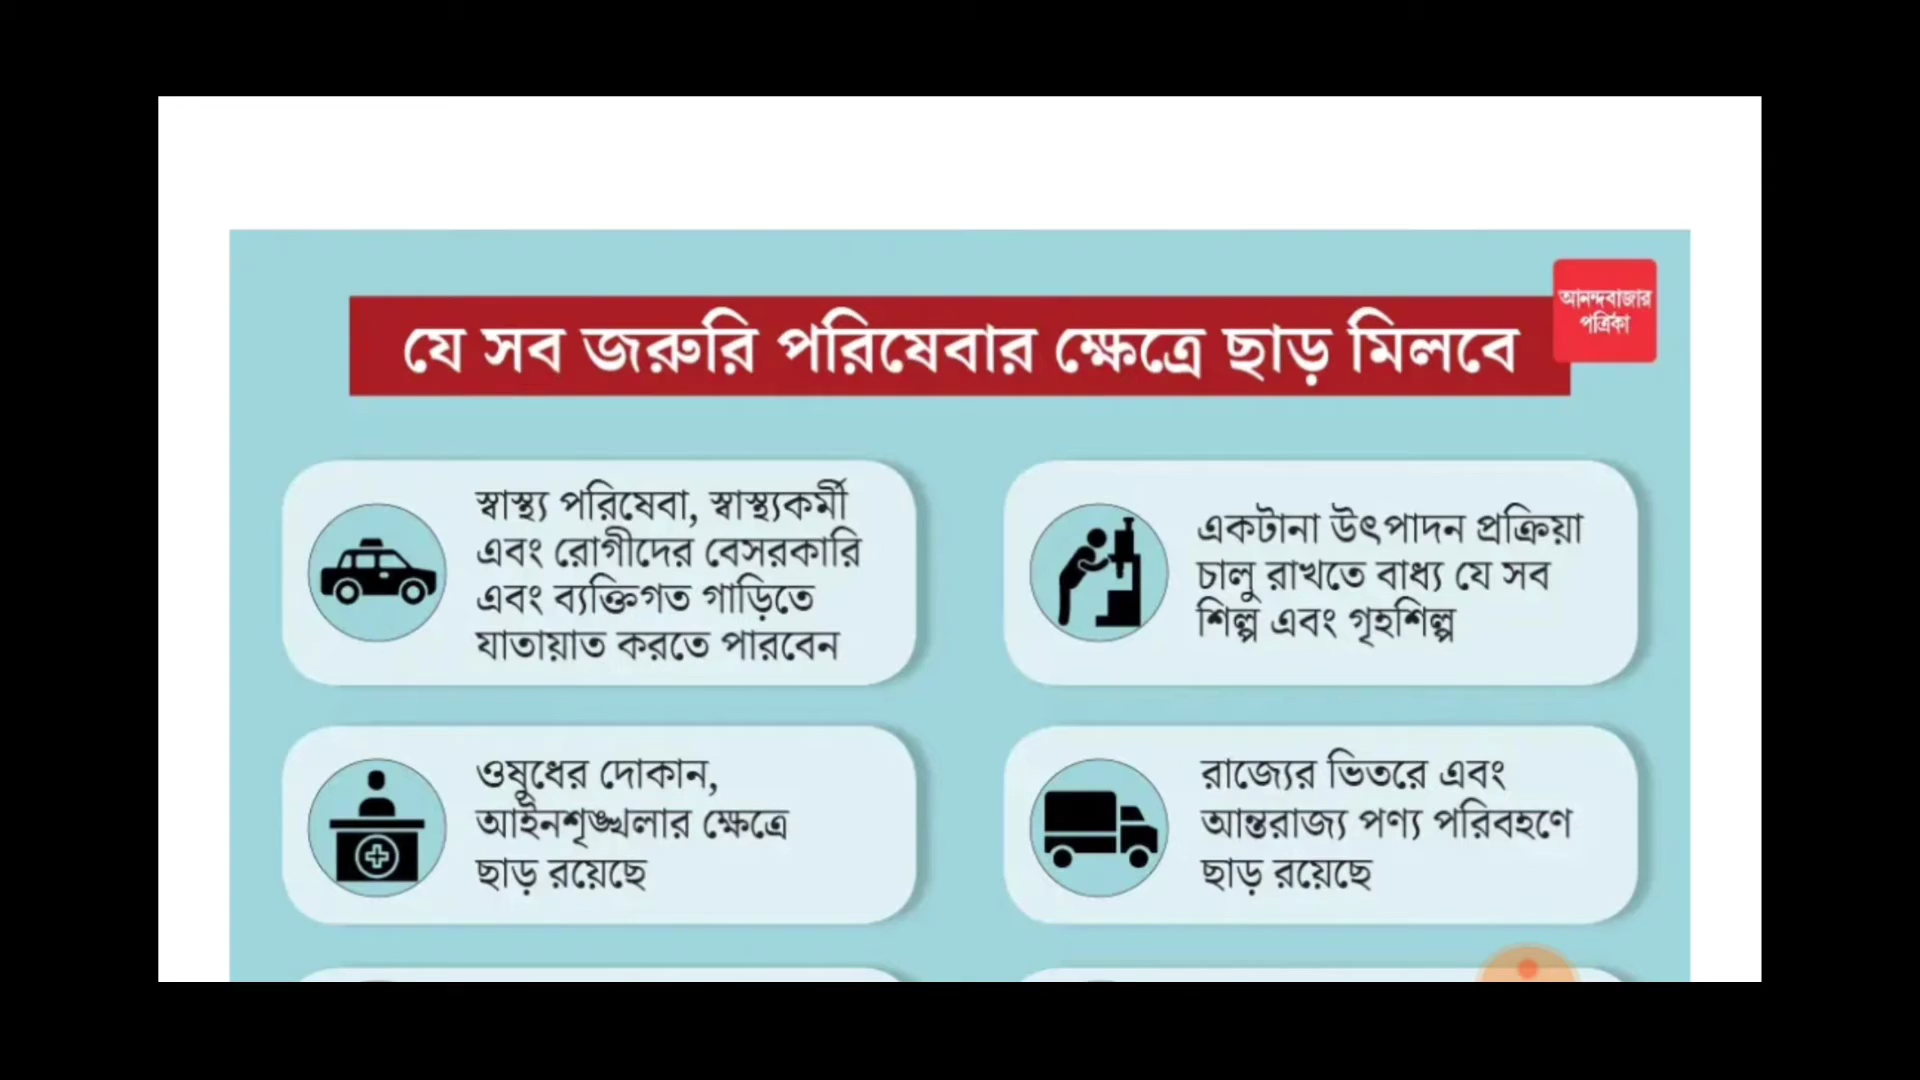 আনন্দবাজার
পত্রিকা
যে সব জরুরি পরিষেবার ক্ষেত্রে ছাড় মিলবে
স্বাস্থ্য পরিষেবা, স্বাস্থ্যকর্মী
এবং রোগীদের বেসরকারি
এবং ব্যক্তিগত গাড়িতে
যাতায়াত করতে পারবেন
একটানা উৎপাদন প্রক্রিয়া
চালু রাখতে বাধ্য যে সব
শিল্প এবং গৃহশিল্প
ওষুধের দোকান,
আইনশৃঙ্খলার ক্ষেত্রে
ছাড় রয়েছে
রাজ্যের ভিতরে এবং
আন্তরাজ্য পণ্য পরিবহণে
ছাড় রয়েছে